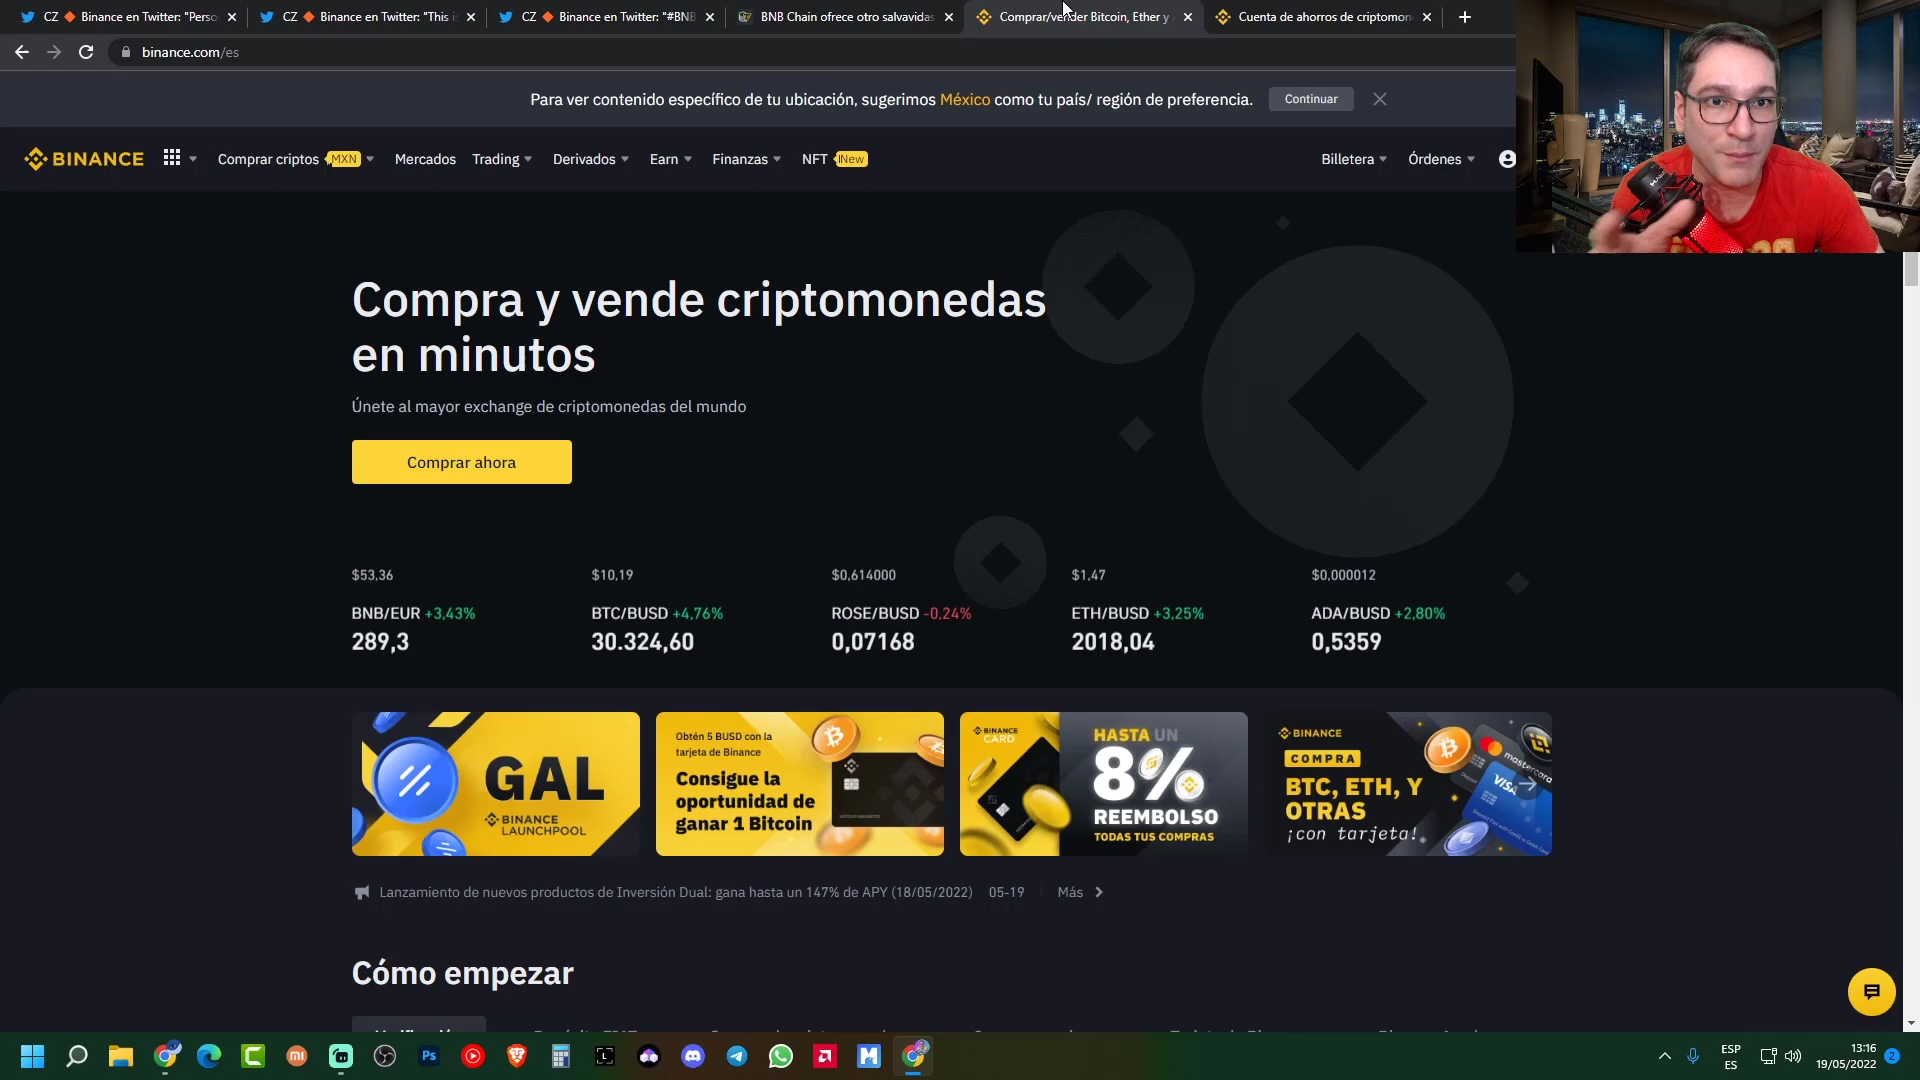 CZ Binance en Twitter: "Perso
CZ Binance en Twitter: "This i
CZ Binance en Twitter: "#BNB
BNB Chain ofrece otro salvavidas
Comprar/vender Bitcoin, Ether y
Cuenta de ahorros de criptomon
binance.com/es
Para ver contenido específico de tu ubicación, sugerimos México como tu país/ región de preferencia.
Continuar
BINANCE
Comprar criptos MXN
Mercados
Trading
Derivados
Earn
Finanzas
NFT New
Billetera
Órdenes
Compra y vende criptomonedas
en minutos
Únete al mayor exchange de criptomonedas del mundo
Comprar ahora
$53,36
$10,19
$0,614000
$1,47
$0,000012
BNB/EUR +3,43%
BTC/BUSD +4,76%
ROSE/BUSD -0,24%
ETH/BUSD +3,25%
ADA/BUSD +2,80%
289,3
30.324,60
0,07168
2018,04
0,5359
GAL
BINANCE
LAUNCHPOOL
Obtén 5 BUSD con la
tarjeta de Binance
Consigue la
oportunidad de
ganar 1 Bitcoin
BINANCE
CARD
HASTA UN
8%
REEMBOLSO
TODAS TUS COMPRAS
BINANCE
COMPRA
BTC, ETH, Y
OTRAS
¡con tarjeta!
mastercard
VISA
Lanzamiento de nuevos productos de Inversión Dual: gana hasta un 147% de APY (18/05/2022) 05-19
Más
Cómo empezar
Ps
ESP
ES
13:16
19/05/2022
2